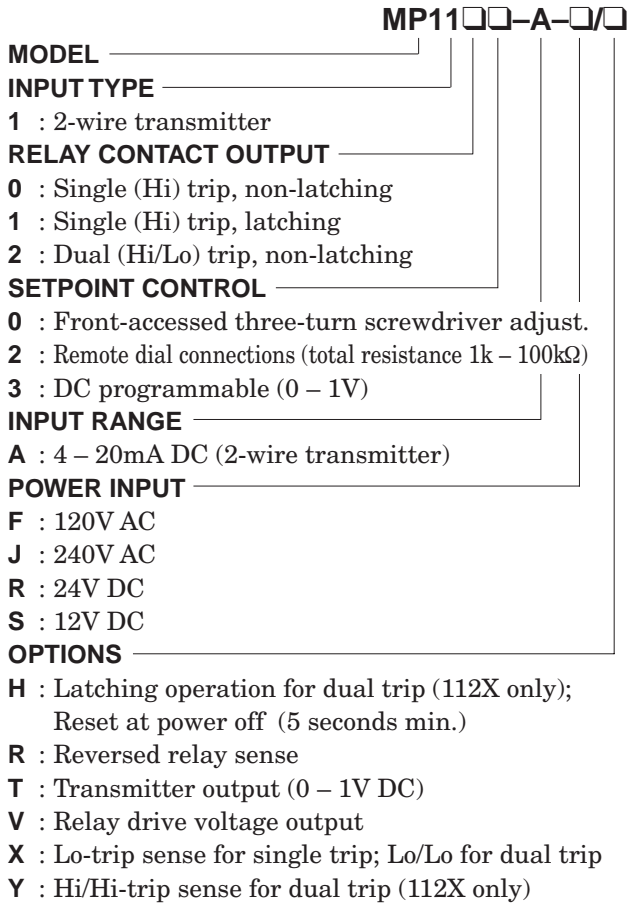 MP11❏❏–A–❏/❏
MODEL
INPUT TYPE
1 : 2-wire transmitter
RELAY CONTACT OUTPUT
0 : Single (Hi) trip, non-latching
1 : Single (Hi) trip, latching
2 : Dual (Hi/Lo) trip, non-latching
SETPOINT CONTROL
0 : Front-accessed three-turn screwdriver adjust.
2 : Remote dial connections (total resistance 1k – 100kΩ)
3 : DC programmable (0 – 1V)
INPUT RANGE
A : 4 – 20mA DC (2-wire transmitter)
POWER INPUT
F : 120V AC
J : 240V AC
R : 24V DC
S : 12V DC
OPTIONS
H : Latching operation for dual trip (112X only);
Reset at power off (5 seconds min.)
R : Reversed relay sense
T : Transmitter output (0 – 1V DC)
V : Relay drive voltage output
X : Lo-trip sense for single trip; Lo/Lo for dual trip
Y : Hi/Hi-trip sense for dual trip (112X only)